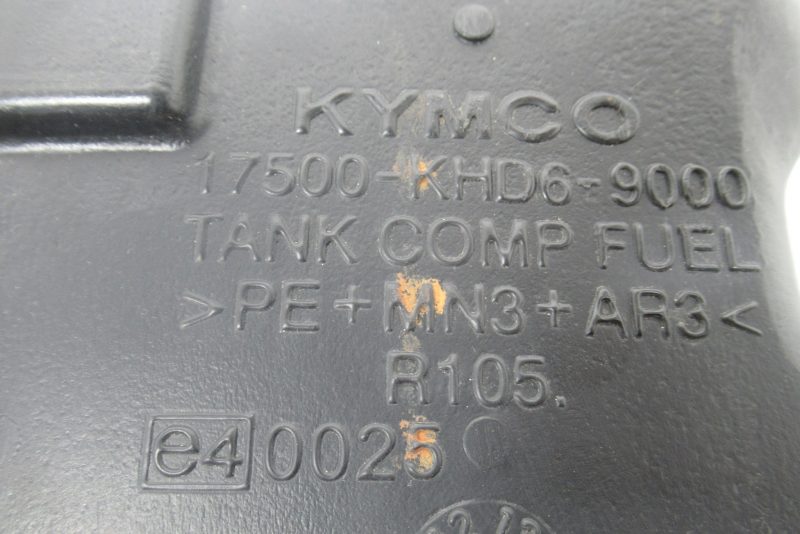 KYMCO
17500-KHD6-9000
TANK COMP FUEL
>PE+MN3+AR3<
R105.
e4 0025